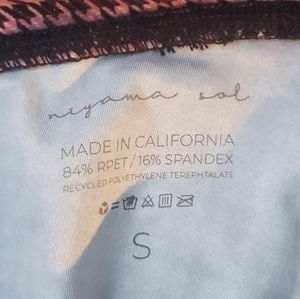 niyama sol
MADE IN CALIFORNIA
84% RPET / 16% SPANDEX
RECYCLED POLYETHYLENE TEREPHTALATE
S